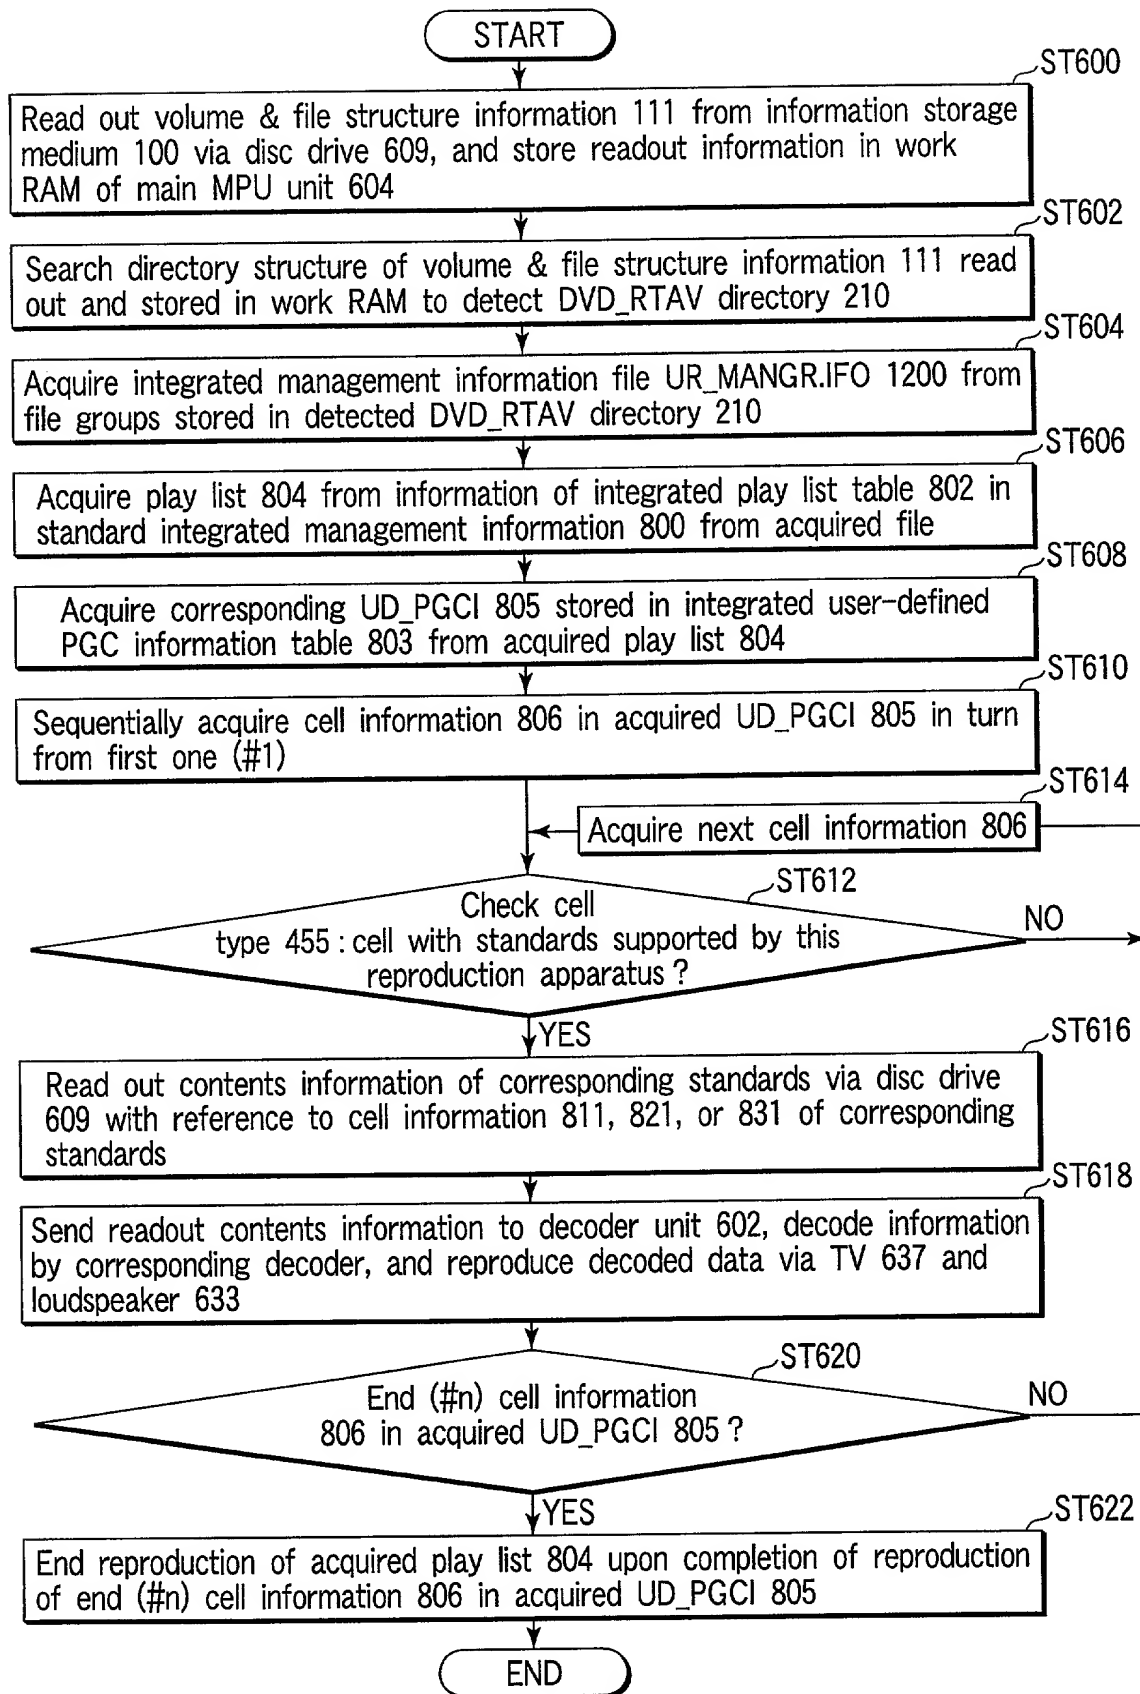 START
ST600
Read out volume & file structure information 111 from information storage
medium 100 via disc drive 609, and store readout information in work
RAM of main MPU unit 604
ST602
Search directory structure of volume & file structure information 111 read
out and stored in work RAM to detect DVD_RTAV directory 210
ST604
Acquire integrated management information file UR_MANGR.IFO 1200 from
file groups stored in detected DVD_RTAV directory 210
ST606
Acquire play list 804 from information of integrated play list table 802 in
standard integrated management information 800 from acquired file
ST608
Acquire corresponding UD_PGCI 805 stored in integrated user-defined
PGC information table 803 from acquired play list 804
ST610
Sequentially acquire cell information 806 in acquired UD_PGCI 805 in turn
from first one (#1)
ST614
Acquire next cell information 806
ST612
Check cell
NO
type 455 : cell with standards supported by this
reproduction apparatus ?
YES
ST616
Read out contents information of corresponding standards via disc drive
609 with reference to cell information 811, 821, or 831 of corresponding
standards
ST618
Send readout contents information to decoder unit 602, decode information
by corresponding decoder, and reproduce decoded data via TV 637 and
loudspeaker 633
ST620
End (#n) cell information
NO
806 in acquired UD_PGCI 805 ?
YES
ST622
End reproduction of acquired play list 804 upon completion of reproduction
of end (#n) cell information 806 in acquired UD_PGCI 805
END